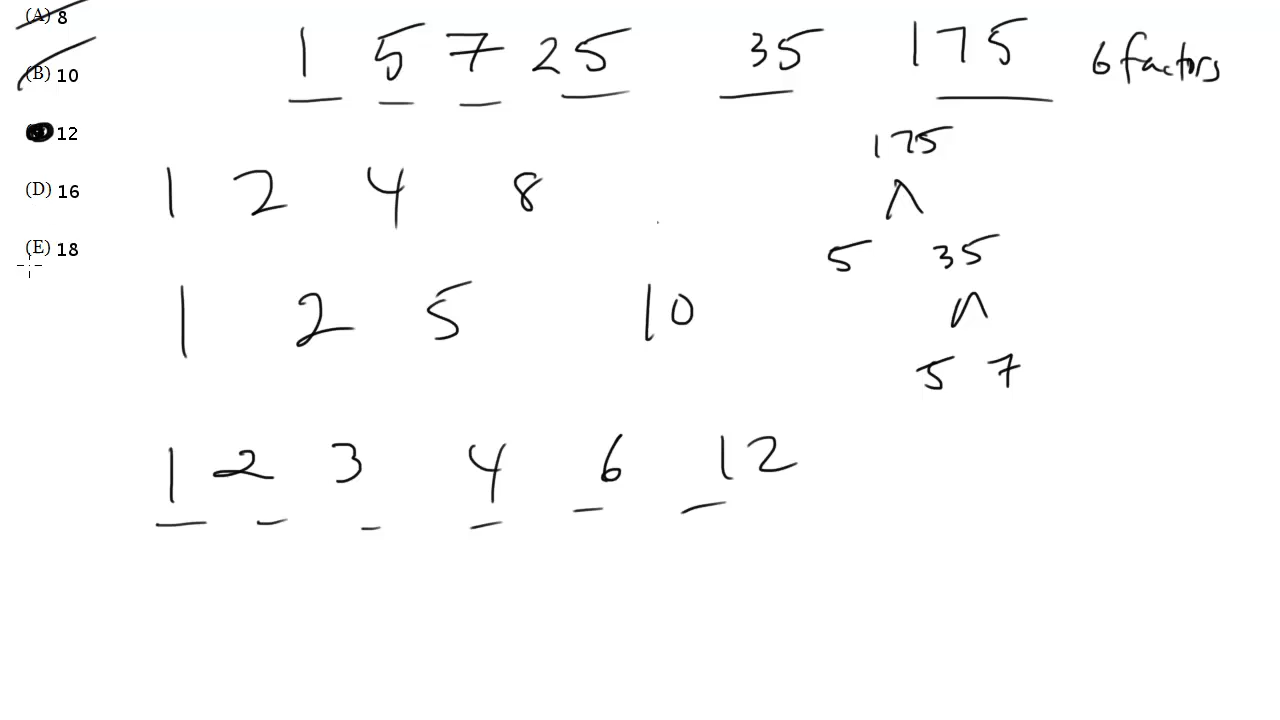 (A) 8
1 5 7 25 35 175 6 factors
(B) 10
12
175
(D) 16
1 2 4 8
(E) 18
5 35
1 2 5 10
5 7
1 2 3 4 6 12